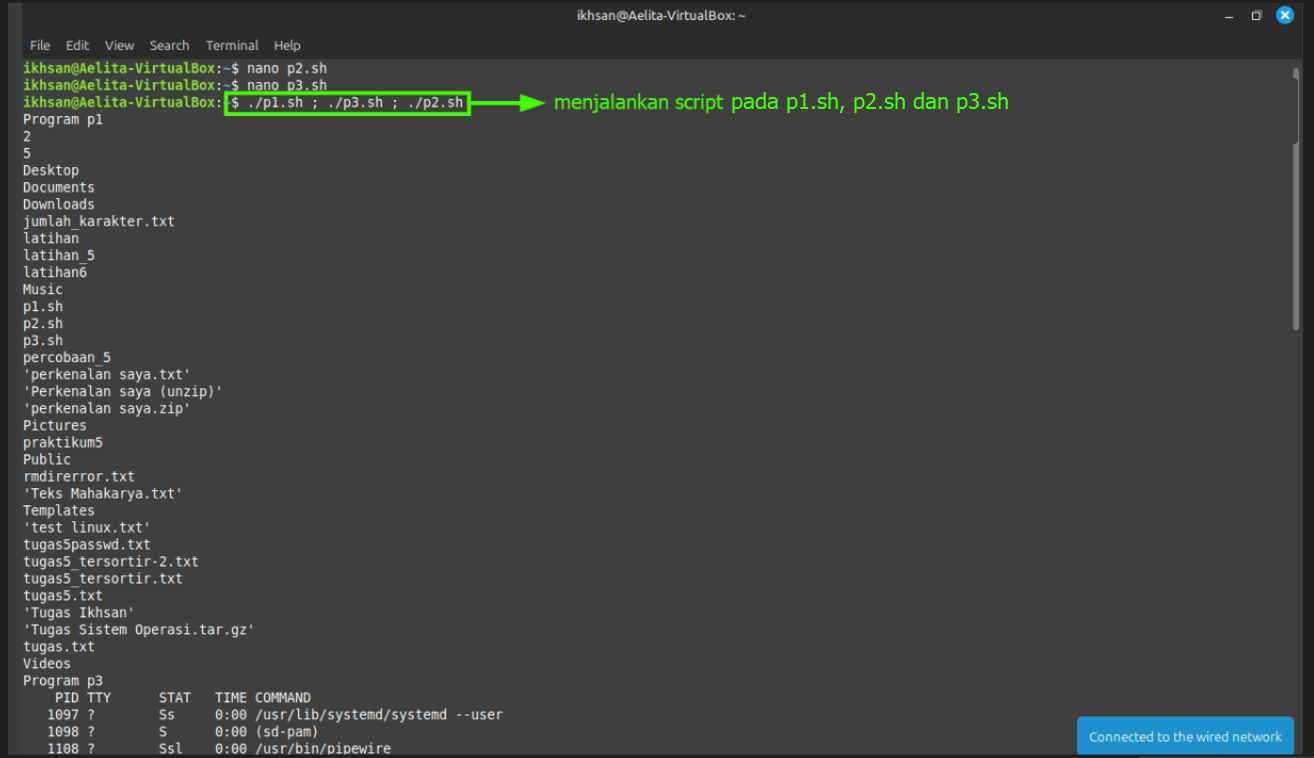 ikhsan@Aelita-VirtualBox: ~
File Edit View Search Terminal Help
ikhsan@Aelita-VirtualBox:~$ nano p2.sh
ikhsan@Aelita-VirtualBox:~$ nano p3.sh
ikhsan@Aelita-VirtualBox:~$ ./p1.sh ; ./p3.sh ; ./p2.sh menjalankan script pada p1.sh, p2.sh dan p3.sh
Program p1
2
5
Desktop
Documents
Downloads
jumlah_karakter.txt
latihan
latihan_5
latihan6
Music
p1.sh
p2.sh
p3.sh
percobaan_5
'perkenalan saya.txt'
'Perkenalan saya (unzip)'
'perkenalan saya.zip'
Pictures
praktikum5
Public
rmdirerror.txt
'Teks Mahakarya.txt'
Templates
'test linux.txt'
tugas5passwd.txt
tugas5_tersortir-2.txt
tugas5_tersortir.txt
tugas5.txt
'Tugas Ikhsan'
'Tugas Sistem Operasi.tar.gz'
tugas.txt
Videos
Program p3
PID TTY STAT TIME COMMAND
1097 ? Ss 0:00 /usr/lib/systemd/systemd --user
1098 ? S 0:00 (sd-pam)
1108 ? Ssl 0:00 /usr/bin/pipewire
Connected to the wired network